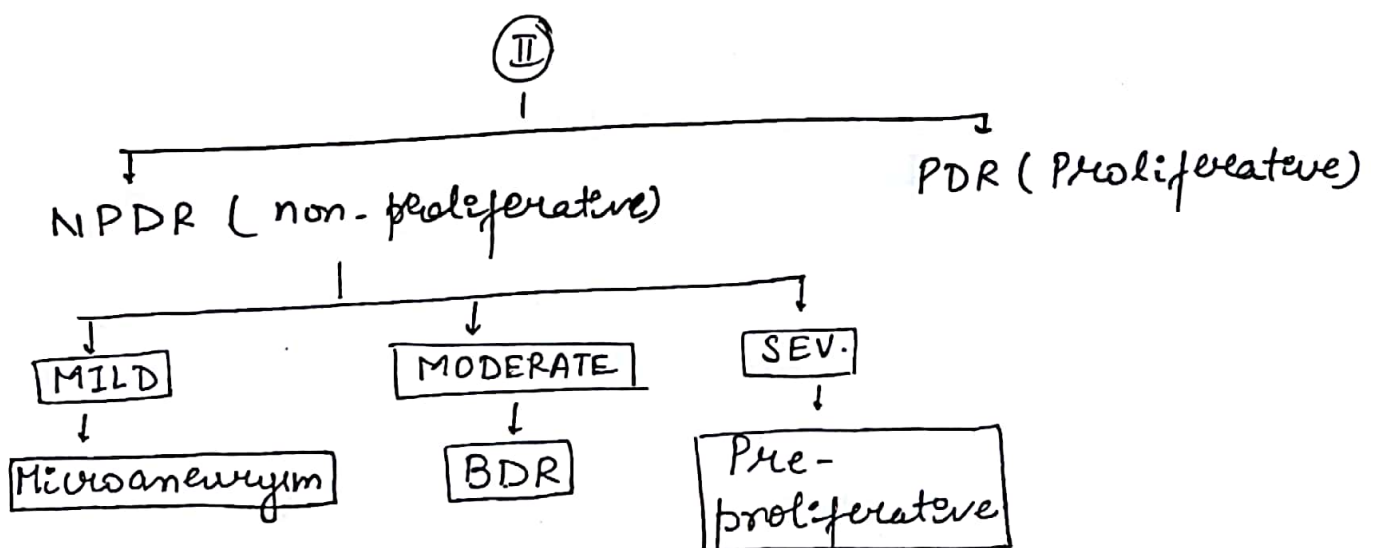 II
NPDR ( non-proliferative)
PDR ( Proliferative)
MILD
MODERATE
SEV.
Microaneurysm
BDR
Pre-
proliferative